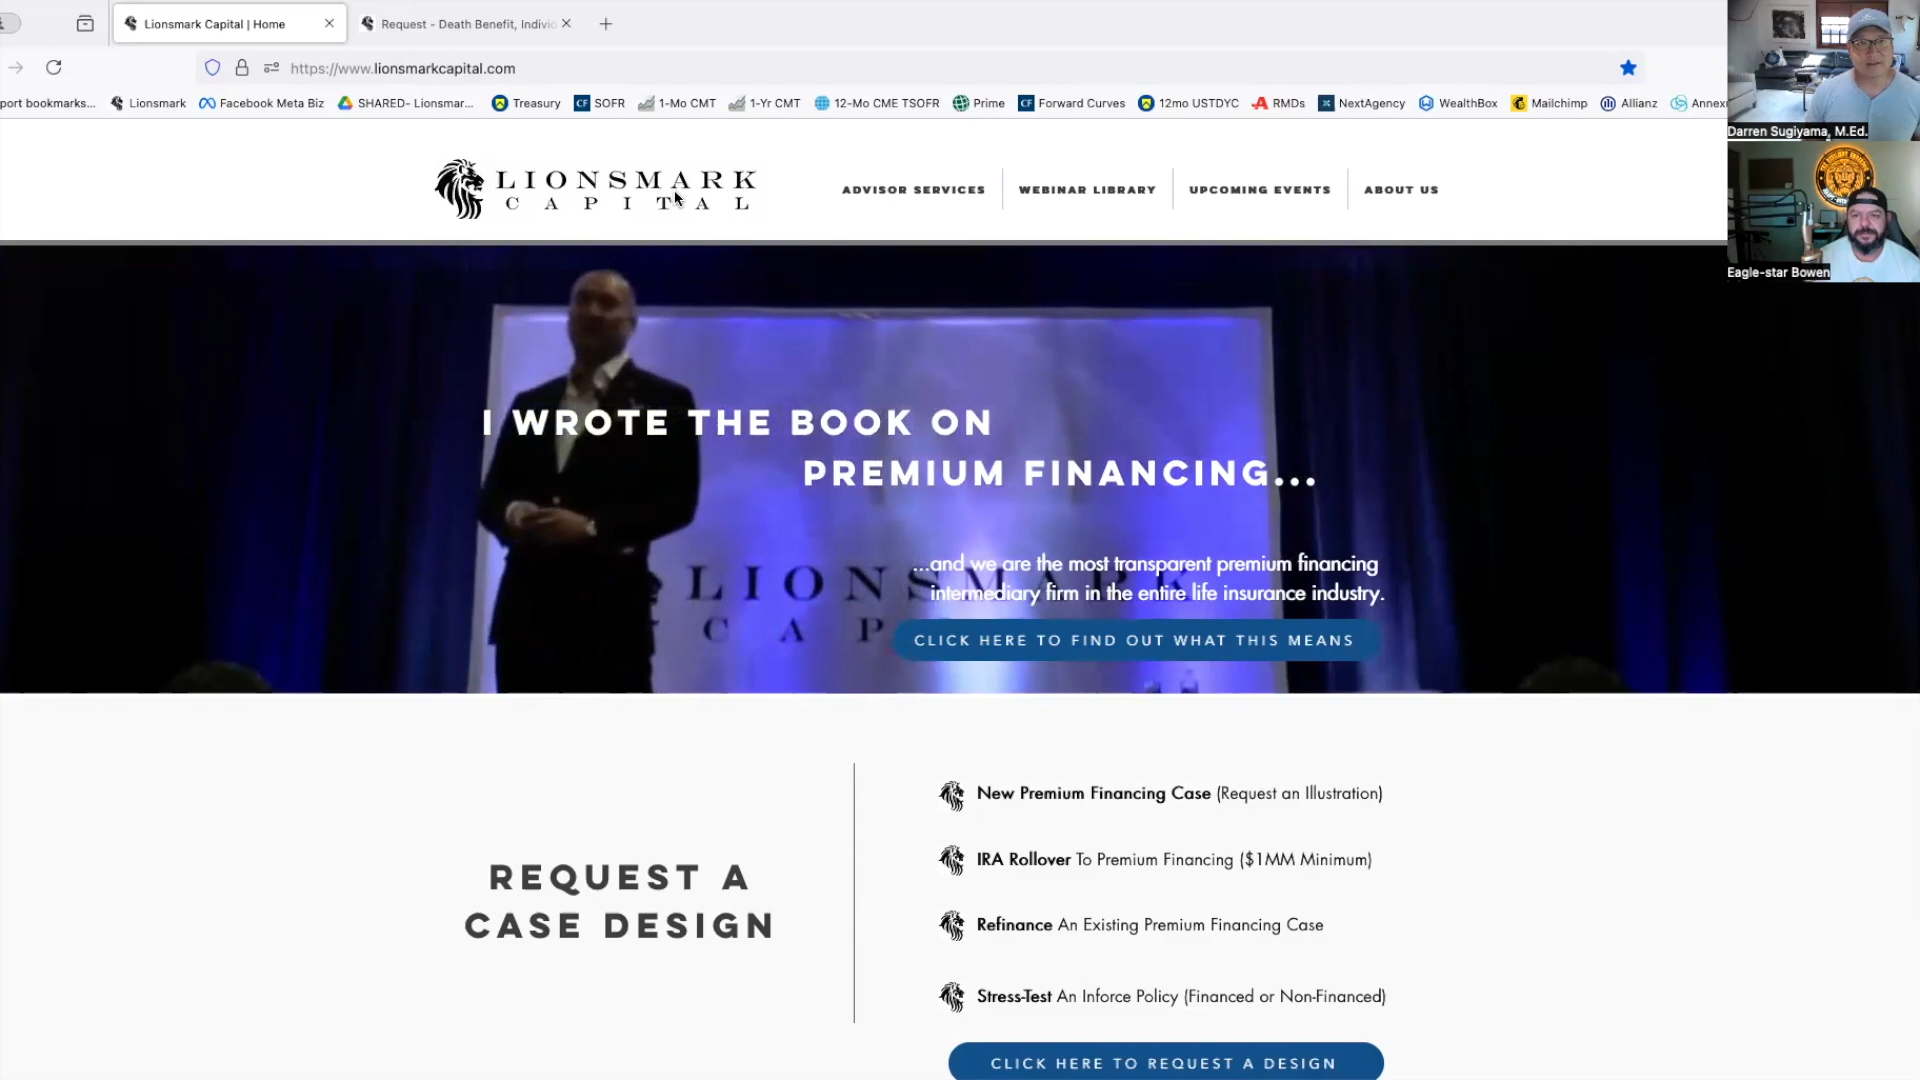 Lionsmark Capital | Home
Request - Death Benefit, Indivi
https://www.lionsmarkcapital.com
port bookmarks...
Lionsmark
Facebook Meta Biz
SHARED- Lionsmar...
Treasury
CF SOFR
1-Mo CMT
1-Yr CMT
12-Mo CME TSOFR
Prime
CF Forward Curves
12mo USTDYC
RMDs
NextAgency
WealthBox
Mailchimp
Allianz
Annex
Darren Sugiyama, M.Ed.
Eagle-star Bowen
LIONSMARK
CAPITAL
ADVISOR SERVICES
WEBINAR LIBRARY
UPCOMING EVENTS
ABOUT US
I WROTE THE BOOK ON
PREMIUM FINANCING...
...and we are the most transparent premium financing
intermediary firm in the entire life insurance industry.
LIONSMARK
CAP
CLICK HERE TO FIND OUT WHAT THIS MEANS
REQUEST A
CASE DESIGN
New Premium Financing Case (Request an Illustration)
IRA Rollover To Premium Financing ($1MM Minimum)
Refinance An Existing Premium Financing Case
Stress-Test An Inforce Policy (Financed or Non-Financed)
CLICK HERE TO REQUEST A DESIGN